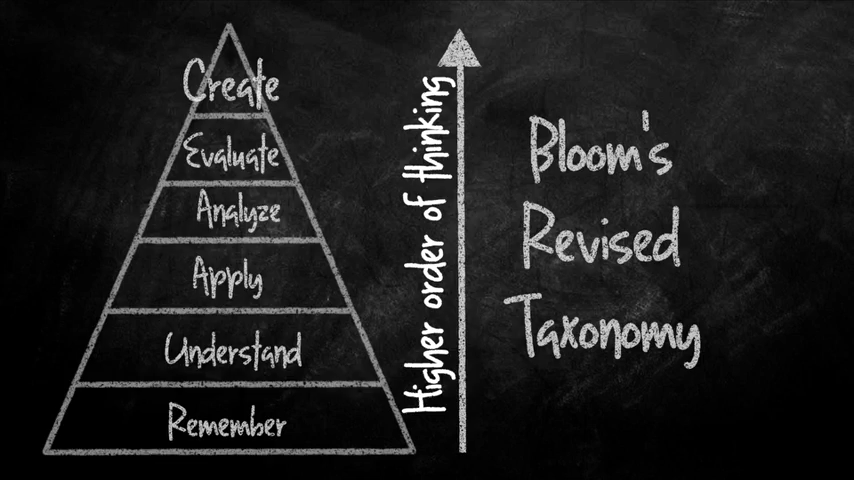 Create
Evaluate
Analyze
Apply
Understand
Remember
Higher order of thinking
Bloom's
Revised
Taxonomy